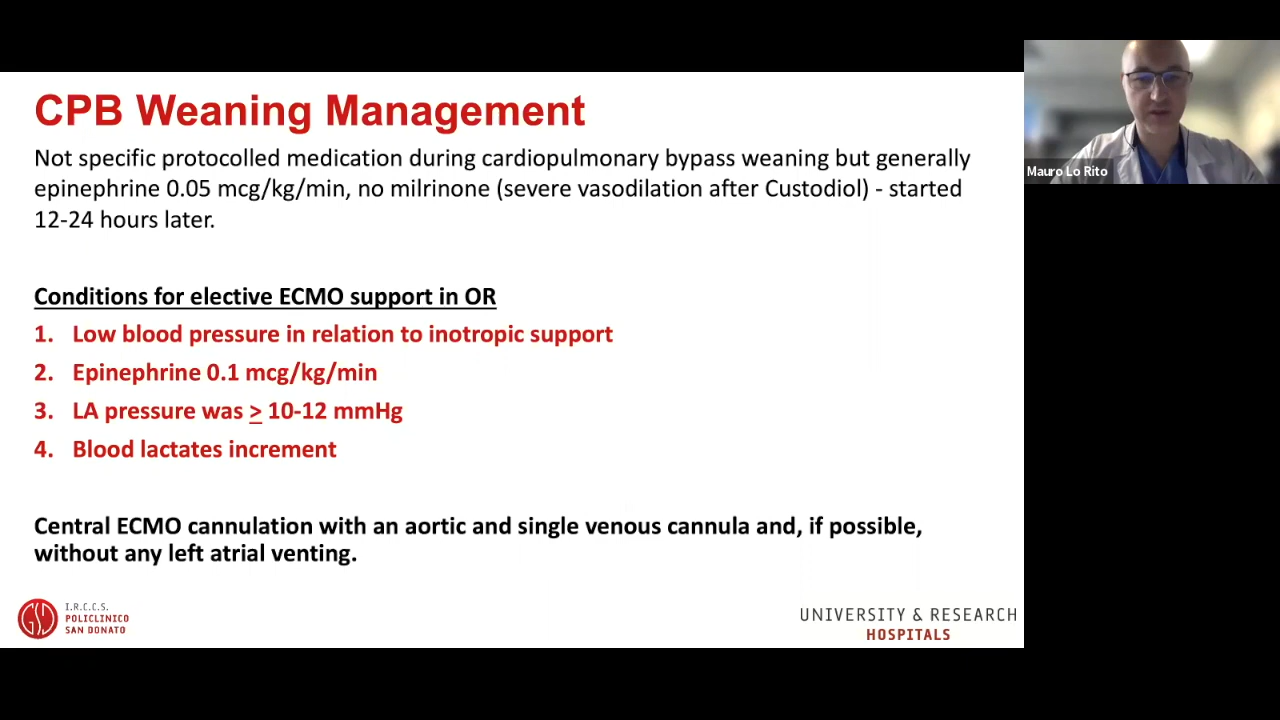 CPB Weaning Management
Not specific protocolled medication during cardiopulmonary bypass weaning but generally
epinephrine 0.05 mcg/kg/min, no milrinone (severe vasodilation after Custodiol) - started
12-24 hours later.
Conditions for elective ECMO support in OR
1. Low blood pressure in relation to inotropic support
2. Epinephrine 0.1 mcg/kg/min
3. LA pressure was > 10-12 mmHg
4. Blood lactates increment
Central ECMO cannulation with an aortic and single venous cannula and, if possible,
without any left atrial venting.
GSD
I.R.C.C.S.
POLICLINICO
SAN DONATO
UNIVERSITY & RESEARCH
HOSPITALS
Mauro Lo Rito